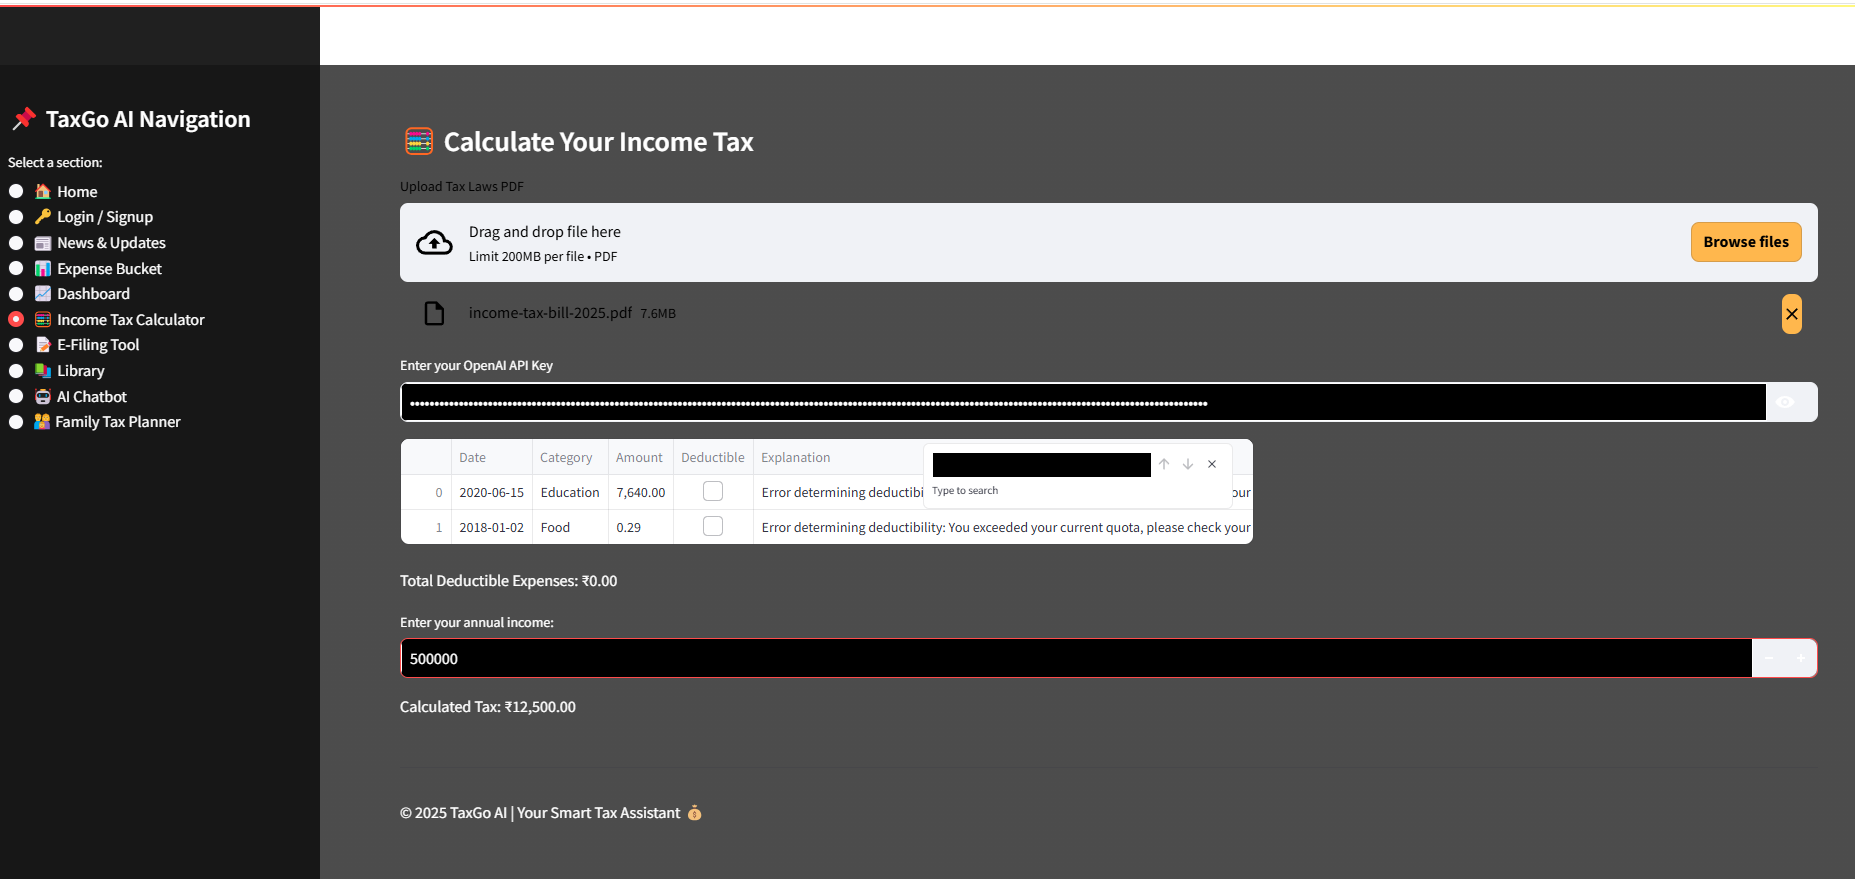 TaxGo AI Navigation
Select a section:
Home
Login / Signup
News & Updates
Expense Bucket
Dashboard
Income Tax Calculator
E-Filing Tool
Library
AI Chatbot
Family Tax Planner
Calculate Your Income Tax
Upload Tax Laws PDF
Drag and drop file here
Limit 200MB per file • PDF
Browse files
income-tax-bill-2025.pdf 7.6MB
Enter your OpenAI API Key
Date Category Amount Deductible Explanation
Type to search
0 2020-06-15 Education 7,640.00 Error determining
1 2018-01-02 Food 0.29 Error determining deductibility: You exceeded your current quota, please check your
Total Deductible Expenses: ₹0.00
Enter your annual income:
500000
Calculated Tax: ₹12,500.00
© 2025 TaxGo AI | Your Smart Tax Assistant